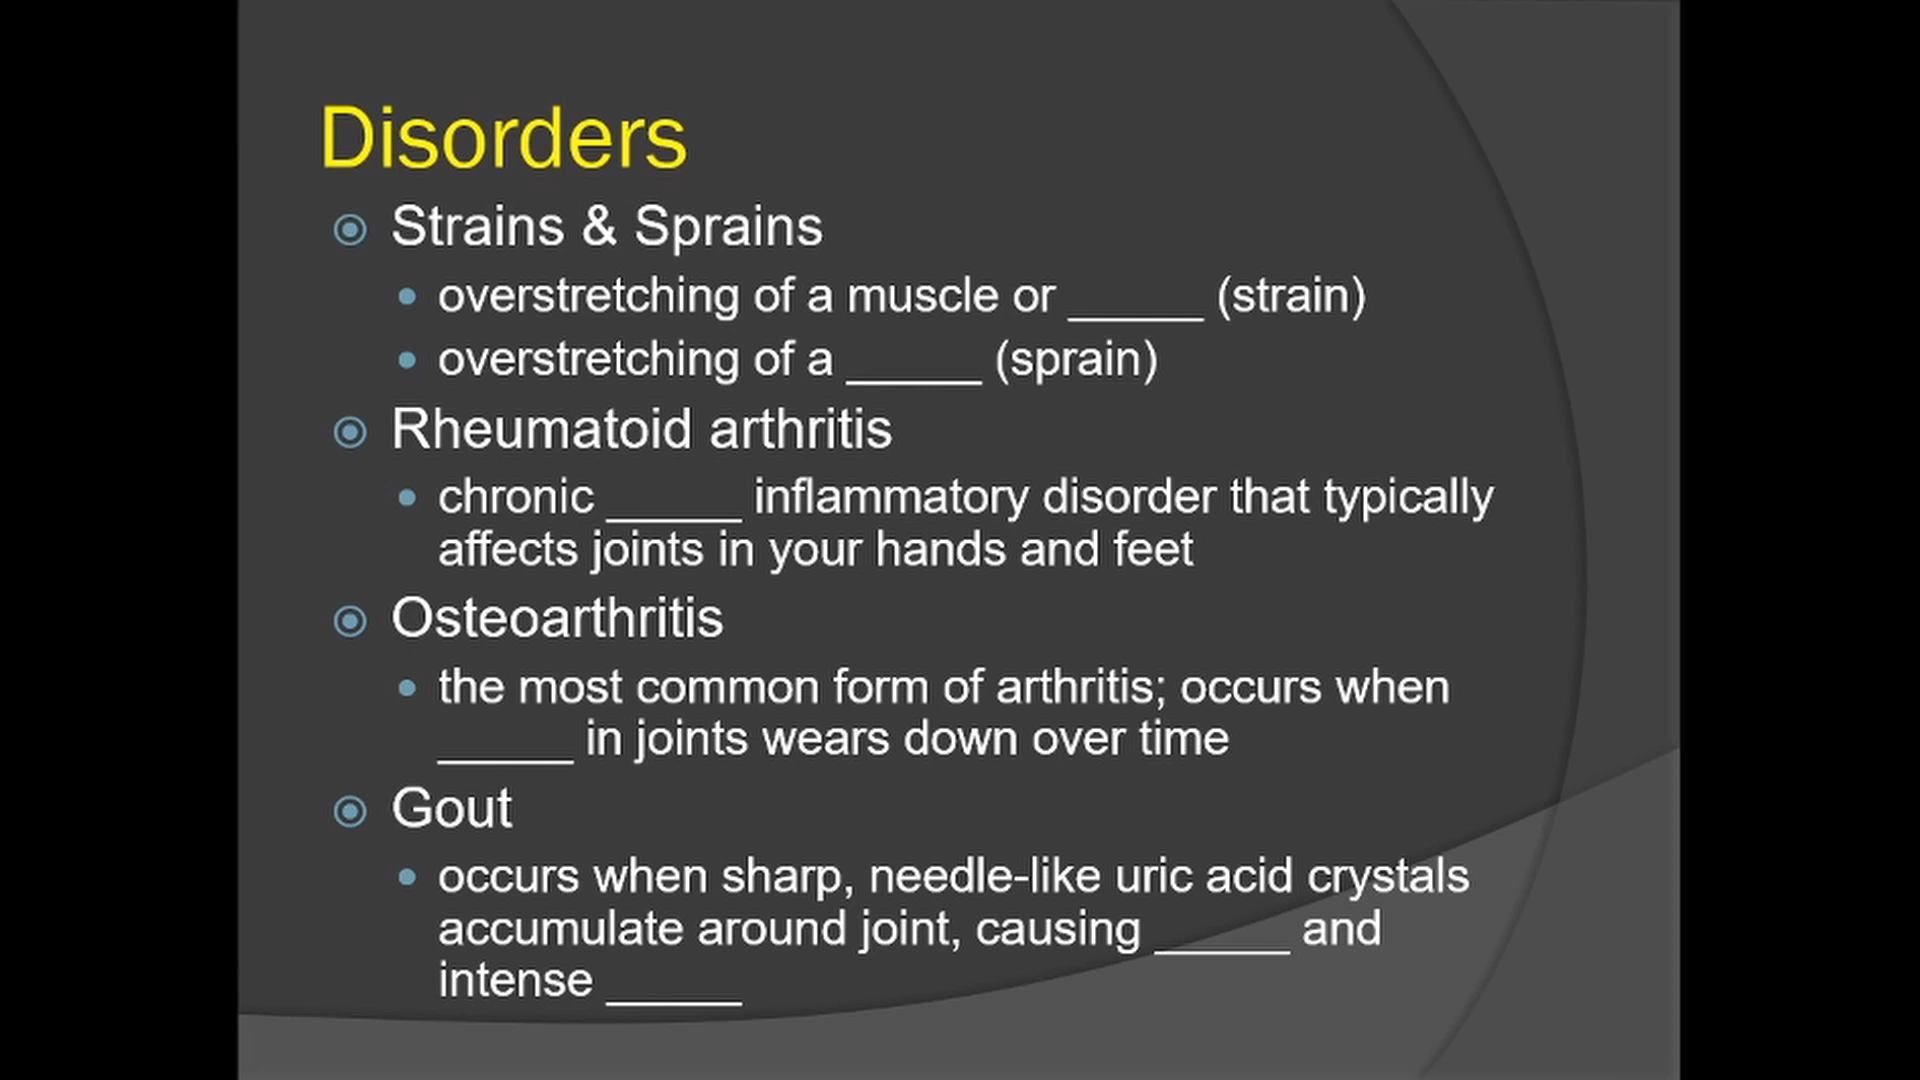 Disorders
Strains & Sprains
overstretching of a muscle or _____ (strain)
overstretching of a _____ (sprain)
Rheumatoid arthritis
chronic _____ inflammatory disorder that typically
affects joints in your hands and feet
Osteoarthritis
the most common form of arthritis; occurs when
_____ in joints wears down over time
Gout
occurs when sharp, needle-like uric acid crystals
accumulate around joint, causing _____ and
intense _____